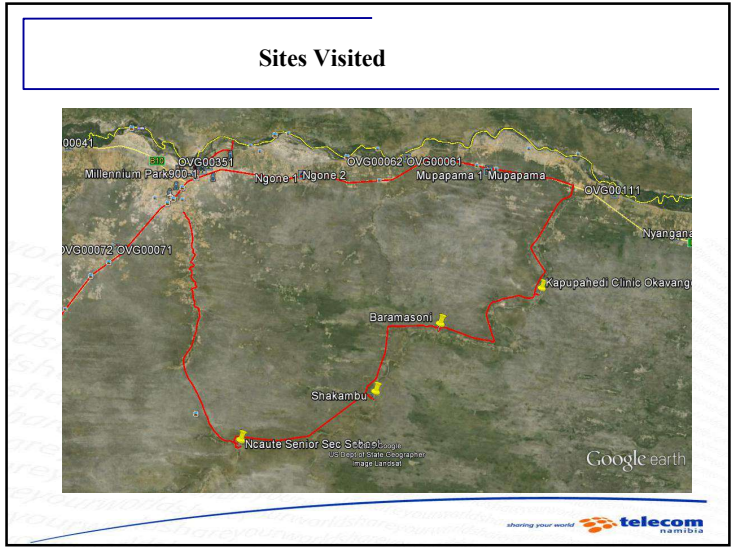 Sites Visited
00041
B10
OVG00351
OVG00062 OVG00061
Millennium Park900-1
Ngone 1 Ngone 2
Mupapama 1 Mupapama
OVG00111
Nyangana
OVG00072 OVG00071
Kapupahedi Clinic Okavango
Baramasoni
Shakambu
Ncaute Senior Sec School
Google
US Dept of State Geographer
Image Landsat
Google earth
sharing your world
telecom
namibia